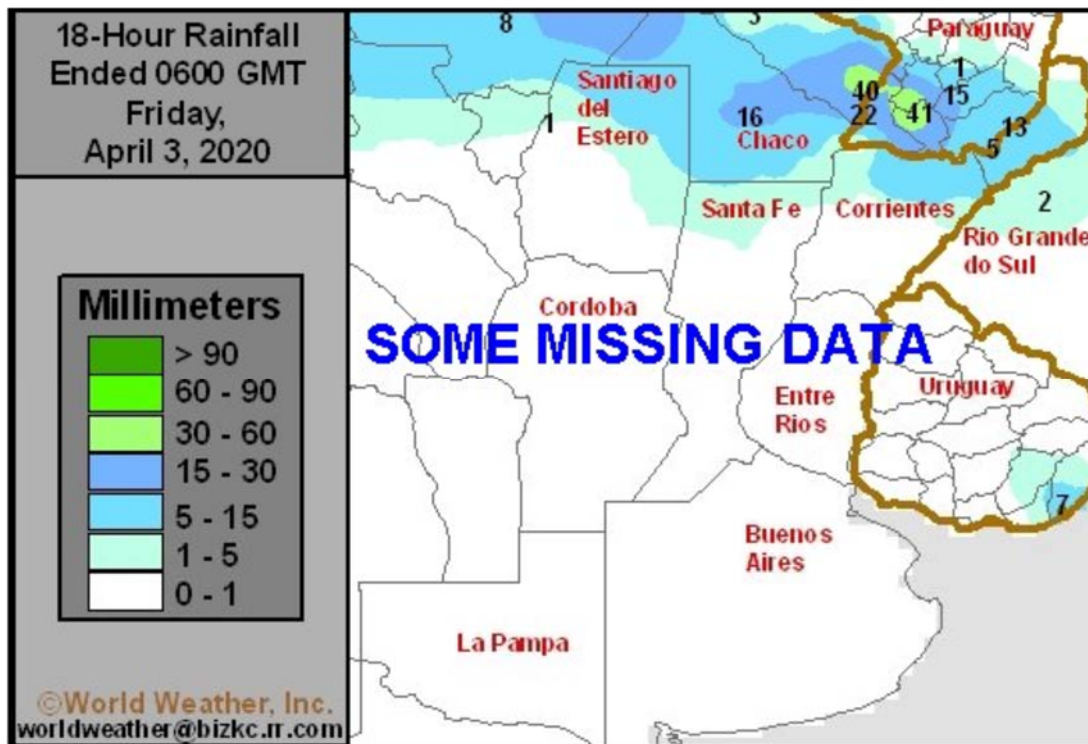 18-Hour Rainfall
Ended 0600 GMT
Friday,
April 3, 2020
Millimeters
> 90
60 - 90
30 - 60
15 - 30
5 - 15
1 - 5
0 - 1
©World Weather, Inc.
worldweather@bizkc.rr.com
8
Paraguay
1
Santiago
del
Estero
40
15
1
16
22
41
Chaco
13
5
Santa Fe
Corrientes
2
Rio Grande
do Sul
Cordoba
SOME MISSING DATA
Uruguay
Entre
Rios
7
Buenos
Aires
La Pampa